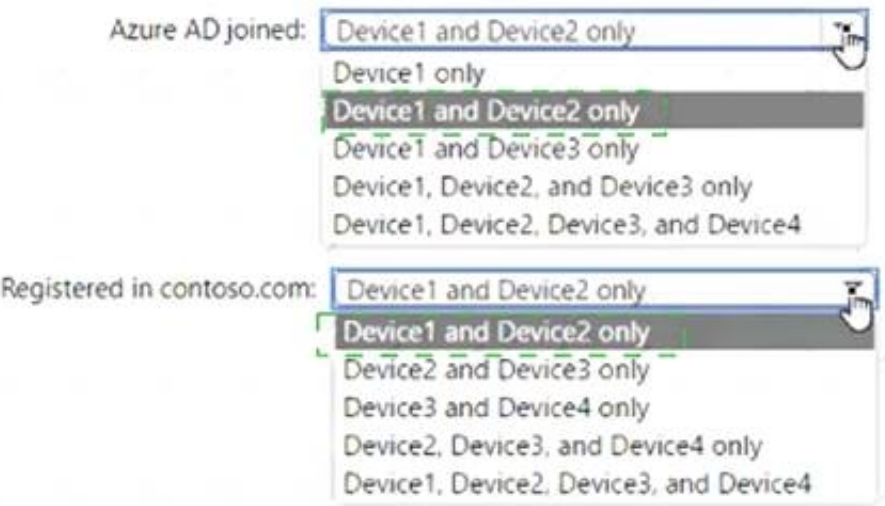 Azure AD joined: Device1 and Device2 only
Device1 only
Device1 and Device2 only
Device1 and Device3 only
Device1, Device2, and Device3 only
Device1, Device2, Device3, and Device4
Registered in contoso.com: Device1 and Device2 only
Device1 and Device2 only
Device2 and Device3 only
Device3 and Device4 only
Device2, Device3, and Device4 only
Device1, Device2, Device3, and Device4